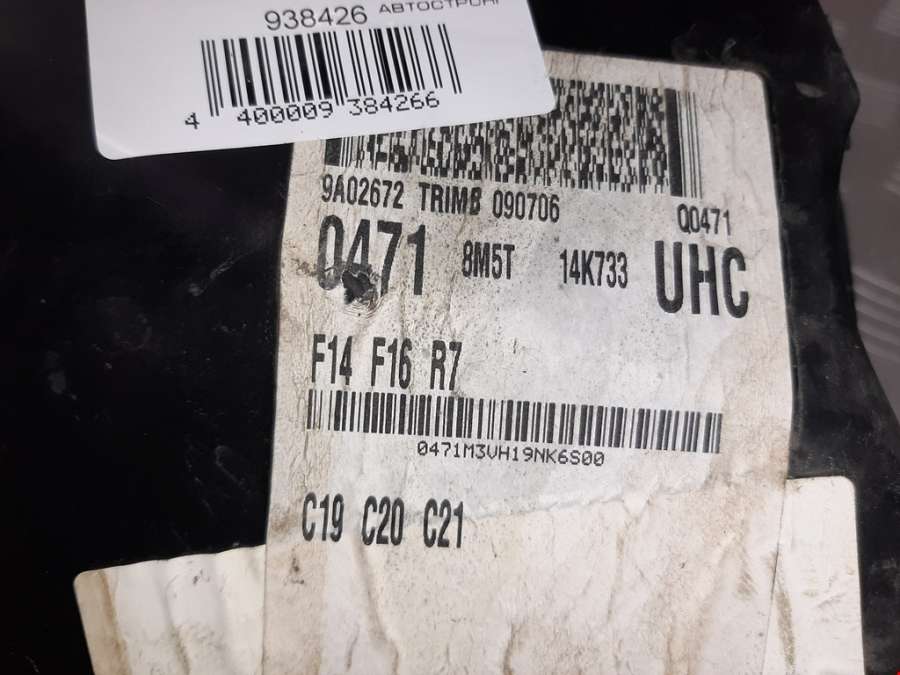 938426 АВТОСТРОНГ
4 400009 384266
9A02672 TRIMB 090706 Q0471
0471 8M5T 14K733 UHC
F14 F16 R7
0471M3VH19NK6S00
C19 C20 C21